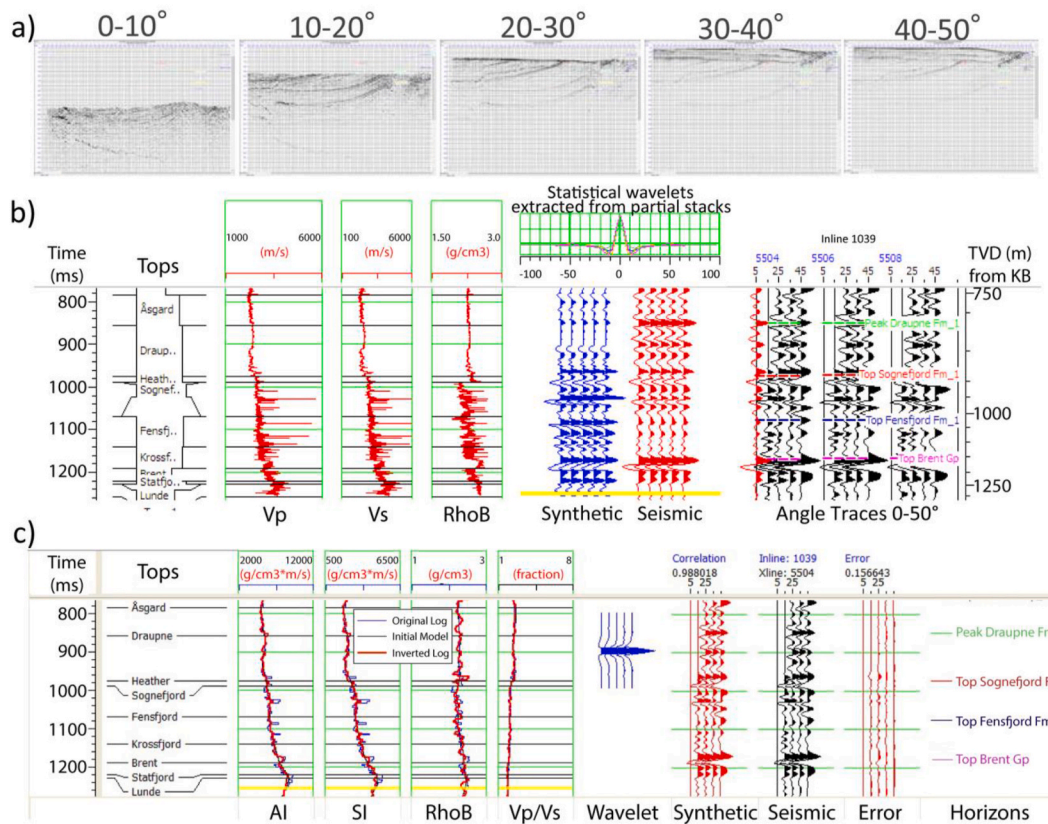 a) 0-10° 10-20° 20-30° 30-40° 40-50°
b)
Statistical wavelets
extracted from partial stacks
Time
(ms)
Tops
1000 6000
(m/s)
100 6000
(m/s)
1.50 3.0
(g/cm3)
-100 -50 0 50 100
Inline 1039
5504 5506 5508
5 25 45 5 25 45 5 25 45
TVD (m)
from KB
800
900
1000
1100
1200
Åsgard
Draup..
Heath..
Sognef..
Fensfj..
Krossf..
Brent
Statfjo..
Lunde
Peak Draupne Fm_1
Top Sognefjord Fm_1
Top Fensfjord Fm_1
Top Brent Gp
750
1000
1250
Vp Vs RhoB Synthetic Seismic Angle Traces 0-50°
c)
Time
(ms)
Tops
2000 12000
(g/cm3*m/s)
500 6500
(g/cm3*m/s)
1 3
(g/cm3)
1 8
(fraction)
Correlation
0.988018
5 25
Inline: 1039
Xline: 5504
5 25
Error
0.156643
5 25
800
900
1000
1100
1200
Åsgard
Draupne
Heather
Sognefjord
Fensfjord
Krossfjord
Brent
Statfjord
Lunde
Original Log
Initial Model
Inverted Log
Peak Draupne Fr
Top Sognefjord F
Top Fensfjord Fm
Top Brent Gp
AI SI RhoB Vp/Vs Wavelet Synthetic Seismic Error Horizons